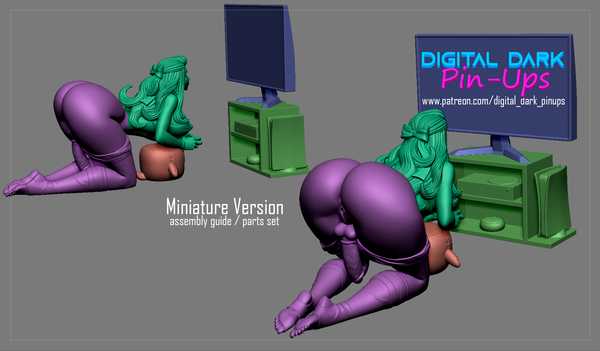 DIGITAL DARK
Pin-Ups
www.patreon.com/digital_dark_pinups
Miniature Version
assembly guide / parts set